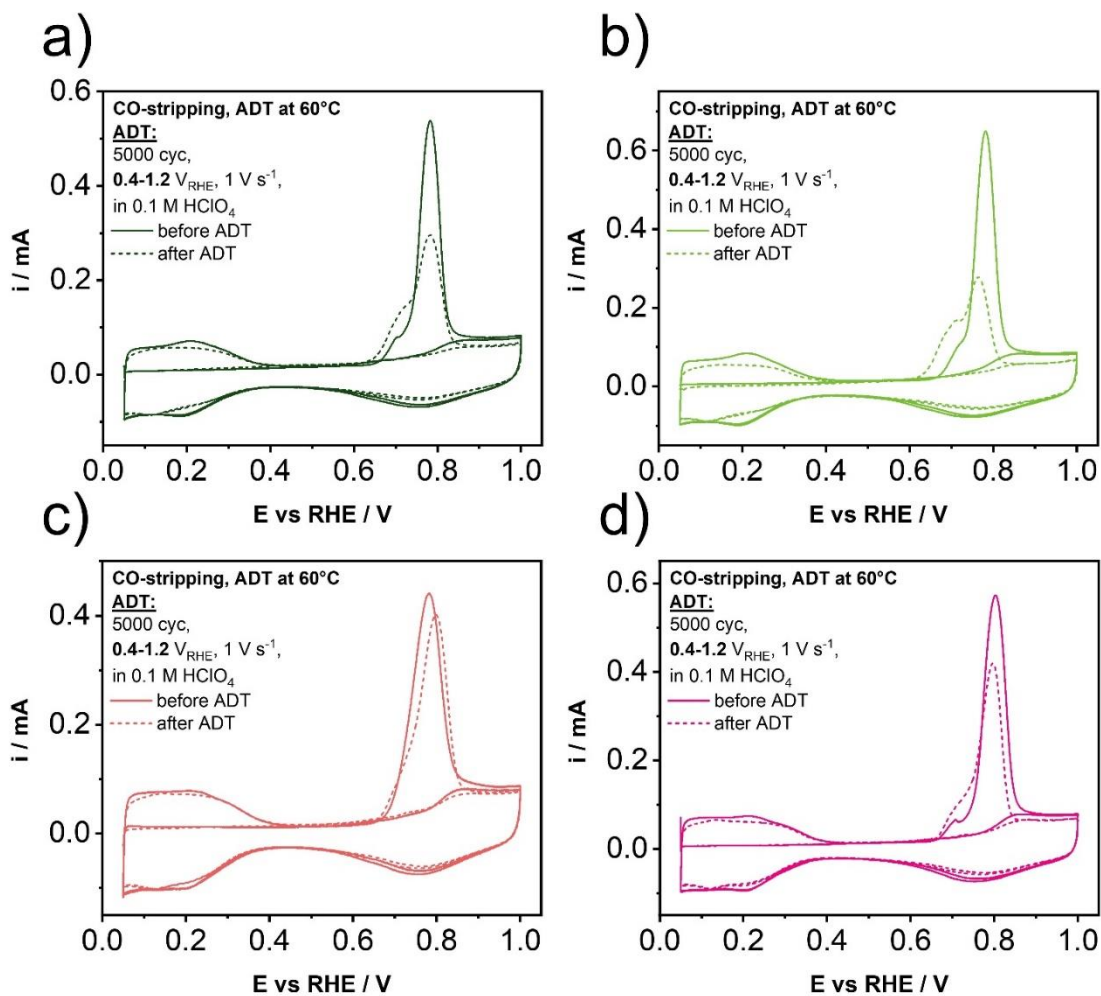 a)
CO-stripping, ADT at 60°C
ADT:
5000 cyc,
0.4-1.2 V_RHE, 1 V s⁻¹,
in 0.1 M HClO₄
before ADT
after ADT
0.6
0.4
0.2
0.0
i / mA
0.0 0.2 0.4 0.6 0.8 1.0
E vs RHE / V
b)
CO-stripping, ADT at 60°C
ADT:
5000 cyc,
0.4-1.2 V_RHE, 1 V s⁻¹,
in 0.1 M HClO₄
before ADT
after ADT
0.6
0.4
0.2
0.0
i / mA
0.0 0.2 0.4 0.6 0.8 1.0
E vs RHE / V
c)
CO-stripping, ADT at 60°C
ADT:
5000 cyc,
0.4-1.2 V_RHE, 1 V s⁻¹,
in 0.1 M HClO₄
before ADT
after ADT
0.4
0.2
0.0
i / mA
0.0 0.2 0.4 0.6 0.8 1.0
E vs RHE / V
d)
CO-stripping, ADT at 60°C
ADT:
5000 cyc,
0.4-1.2 V_RHE, 1 V s⁻¹,
in 0.1 M HClO₄
before ADT
after ADT
0.6
0.4
0.2
0.0
i / mA
0.0 0.2 0.4 0.6 0.8 1.0
E vs RHE / V